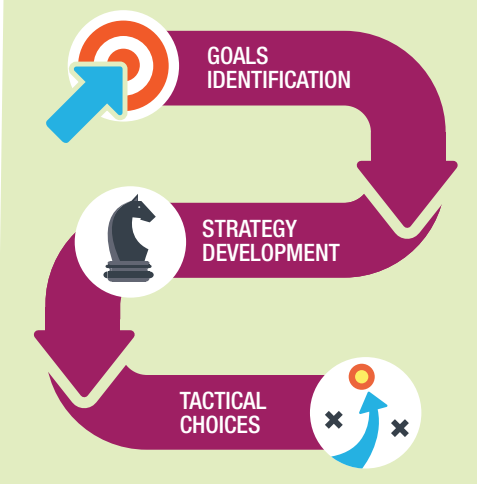 GOALS
IDENTIFICATION
STRATEGY
DEVELOPMENT
TACTICAL
CHOICES